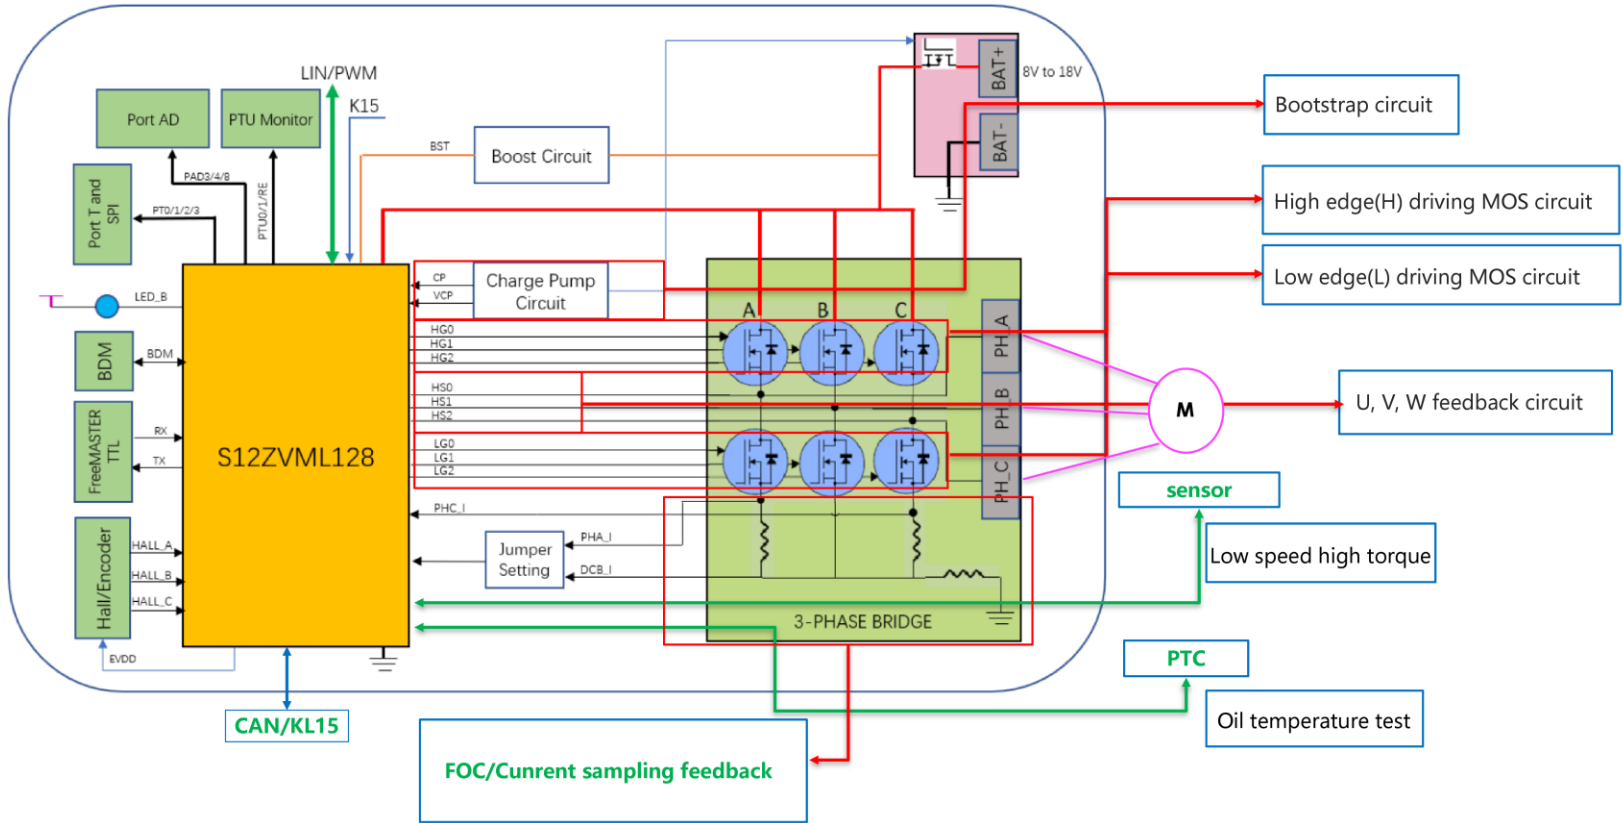 LIN/PWM
K15
Port AD
PTU Monitor
PAD3/4/8
PTU0/1/RE
Port T and
SPI
PT0/1/2/3
BST
Boost Circuit
BAT+
BAT-
8V to 18V
Bootstrap circuit
High edge(H) driving MOS circuit
Low edge(L) driving MOS circuit
LED_B
BDM
BDM
FreeMASTER
TTL
RX
TX
Hall/Encoder
HALL_A
HALL_B
HALL_C
EVDD
S12ZVML128
CP
VCP
Charge Pump
Circuit
HG0
HG1
HG2
HS0
HS1
HS2
LG0
LG1
LG2
PHC_I
Jumper
Setting
PHA_I
DCB_I
A
B
C
PH_A
PH_B
PH_C
3-PHASE BRIDGE
M
U, V, W feedback circuit
sensor
Low speed high torque
PTC
Oil temperature test
CAN/KL15
FOC/Cunrent sampling feedback